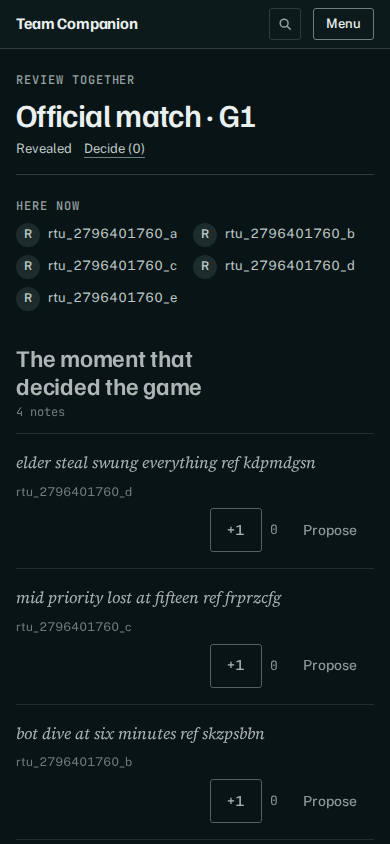 Team Companion
Menu
REVIEW TOGETHER
Official match · G1
Revealed Decide (0)
HERE NOW
R rtu_2796401760_a R rtu_2796401760_b
R rtu_2796401760_c R rtu_2796401760_d
R rtu_2796401760_e
The moment that
decided the game
4 notes
elder steal swung everything ref kdpmdgsn
rtu_2796401760_d
+1 0 Propose
mid priority lost at fifteen ref frprzcfg
rtu_2796401760_c
+1 0 Propose
bot dive at six minutes ref skzpsbbn
rtu_2796401760_b
+1 0 Propose